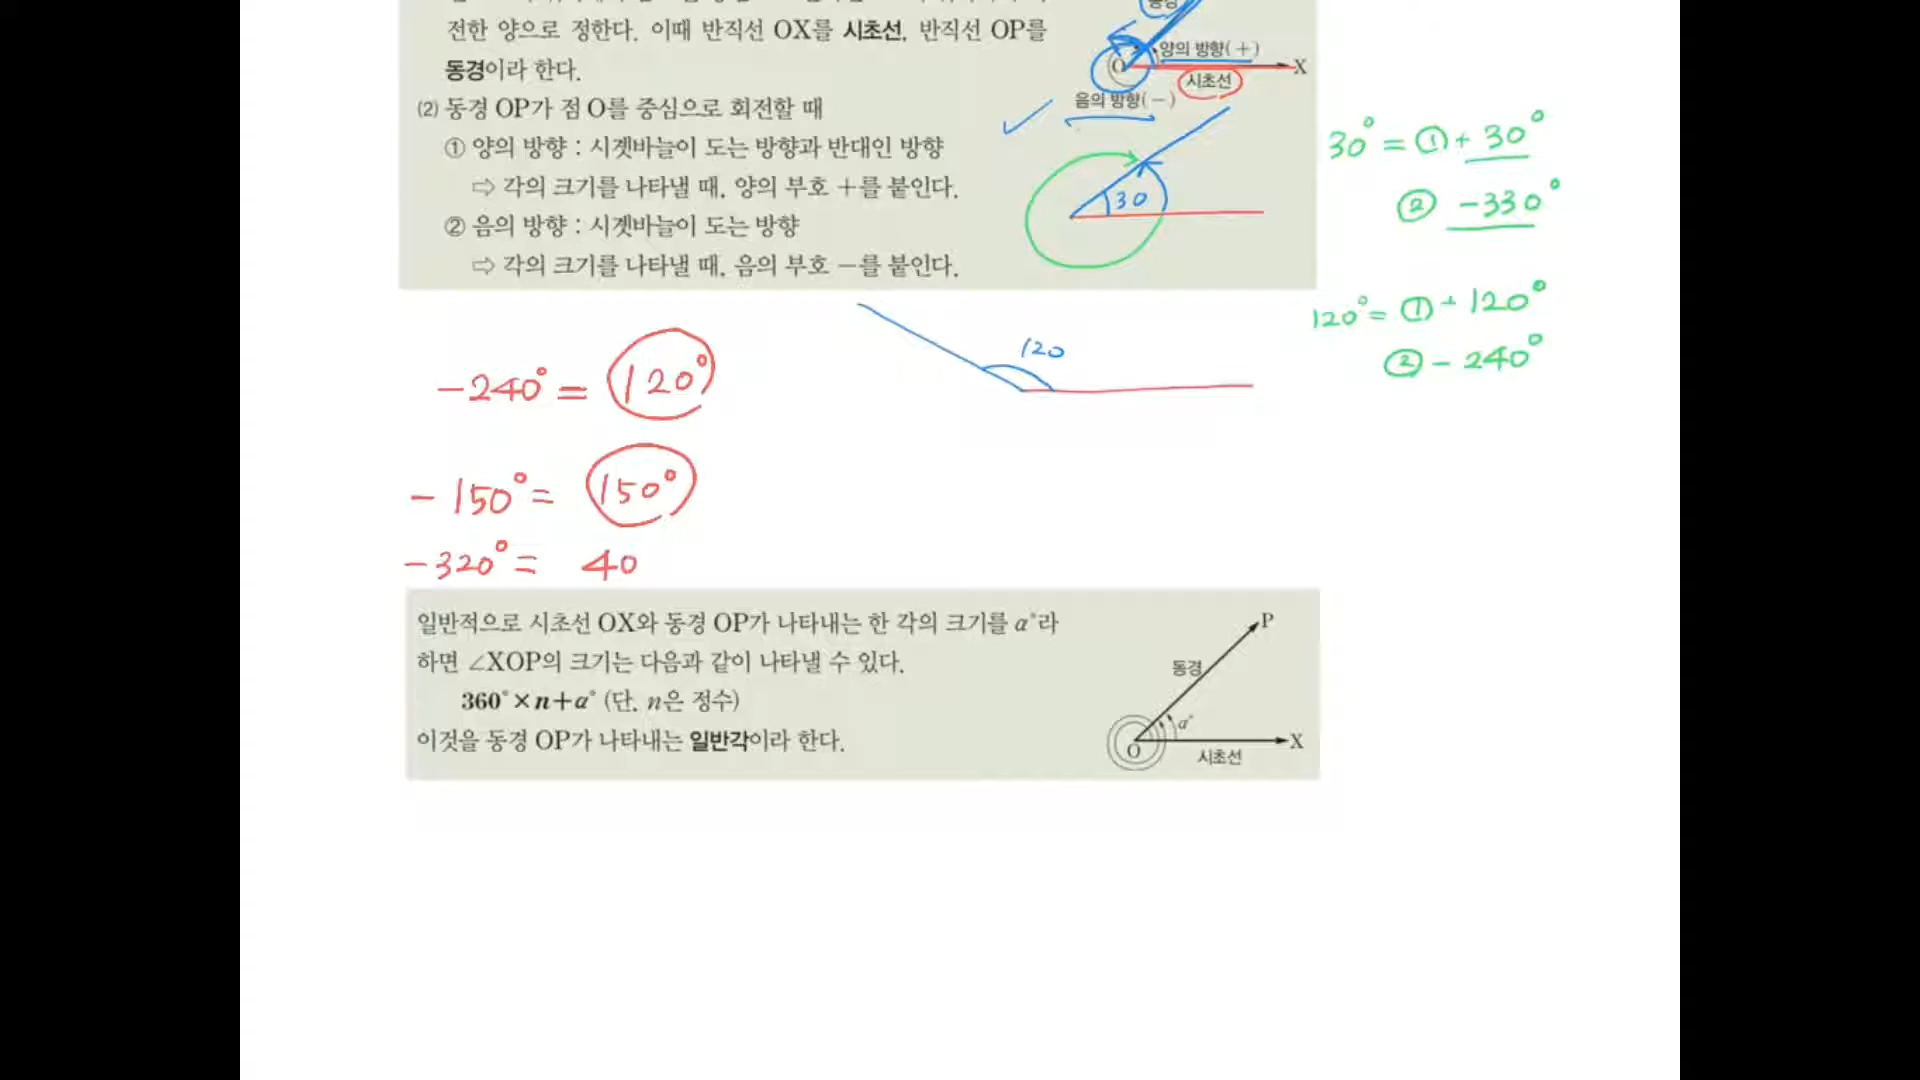 전한 양으로 정한다. 이때 반직선 OX를 시초선, 반직선 OP를
동경이라 한다.
동경
양의 방향(+)
O
X
시초선
음의 방향(-)
(2) 동경 OP가 점 O를 중심으로 회전할 때
① 양의 방향 : 시곗바늘이 도는 방향과 반대인 방향
⇨ 각의 크기를 나타낼 때, 양의 부호 +를 붙인다.
② 음의 방향 : 시곗바늘이 도는 방향
⇨ 각의 크기를 나타낼 때, 음의 부호 -를 붙인다.
30
30° = ① + 30°
② -330°
120° = ① + 120°
② - 240°
120
-240° = 120°
-150° = 150°
-320° = 40
일반적으로 시초선 OX와 동경 OP가 나타내는 한 각의 크기를 α°라
하면 ∠XOP의 크기는 다음과 같이 나타낼 수 있다.
360° × n + α° (단, n은 정수)
이것을 동경 OP가 나타내는 일반각이라 한다.
P
동경
α°
O
X
시초선